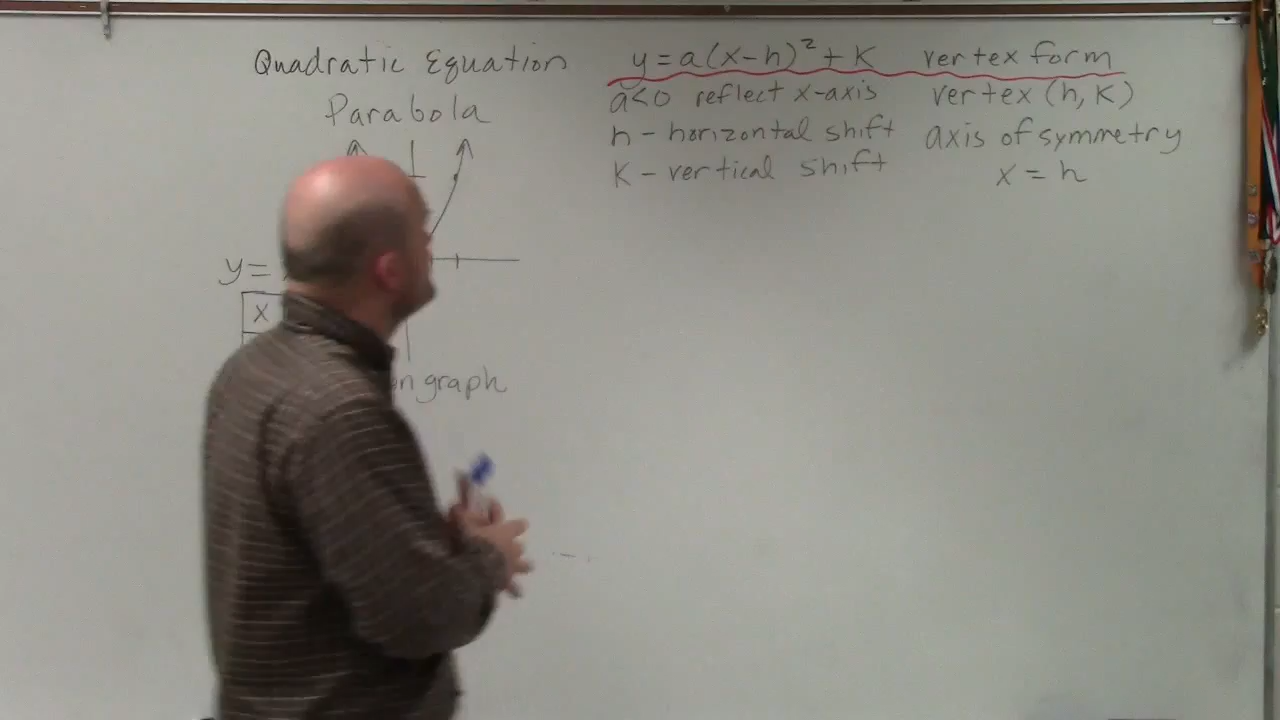 Quadratic Equation
Parabola
y =
x
graph
y = a(x-h)² + K vertex form
a<0 reflect x-axis vertex (h, K)
h - horizontal shift axis of symmetry
K - vertical shift x = h